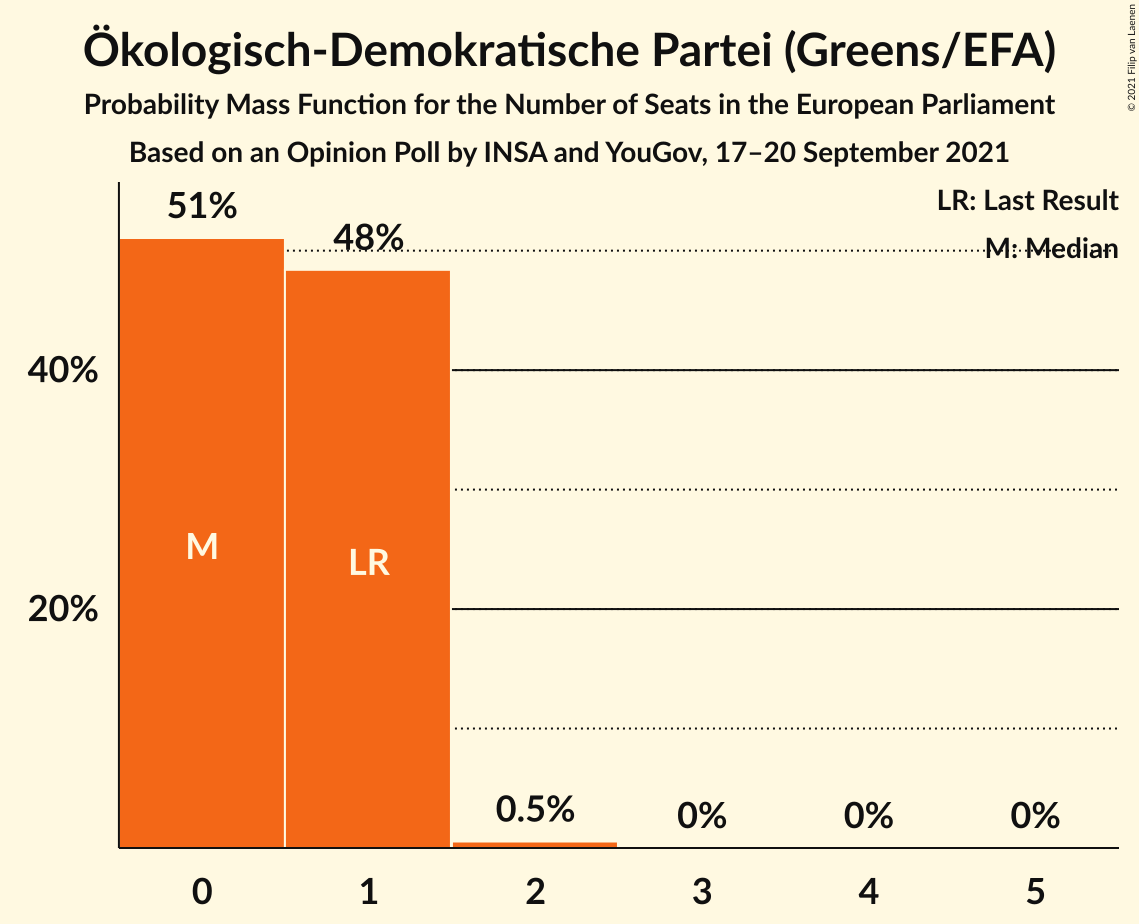 Ökologisch-Demokratische Partei (Greens/EFA)
Probability Mass Function for the Number of Seats in the European Parliament
Based on an Opinion Poll by INSA and YouGov, 17–20 September 2021
© 2021 Filip van Laenen
LR: Last Result
M: Median
51%
48%
40%
20%
M
LR
0.5%
0%
0%
0%
0
1
2
3
4
5